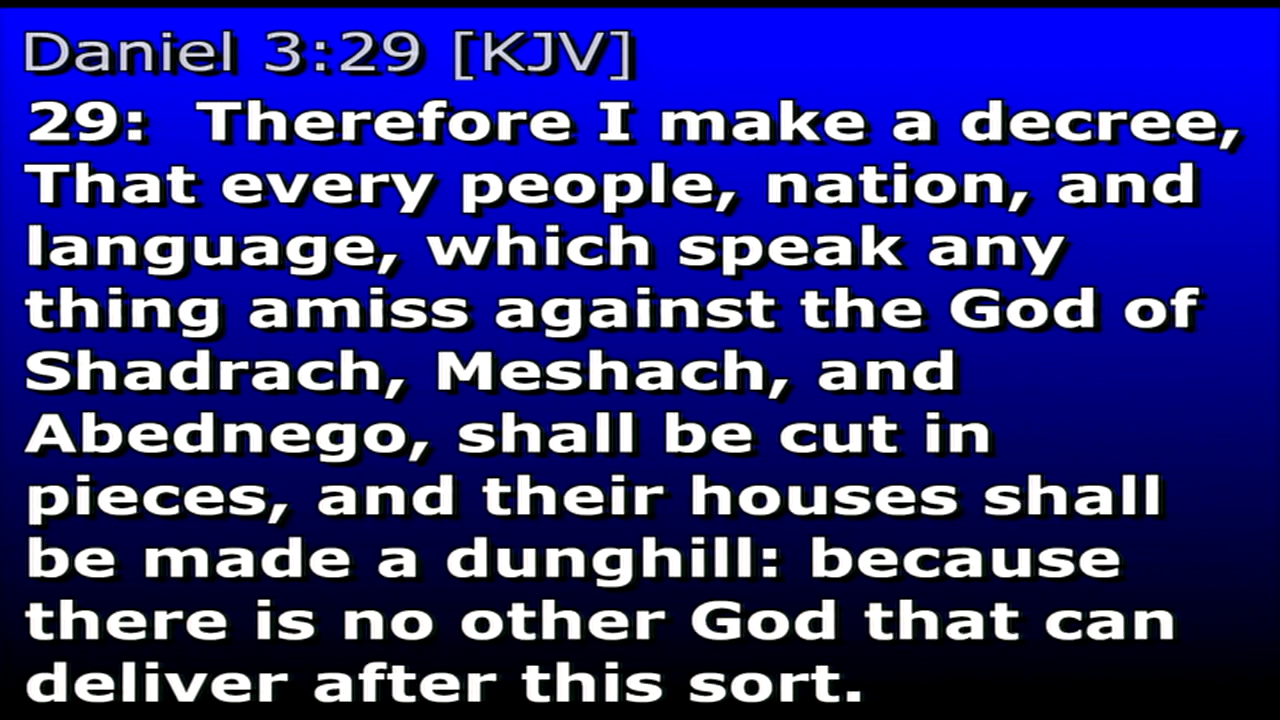 Daniel 3:29 [KJV]
29: Therefore I make a decree,
That every people, nation, and
language, which speak any
thing amiss against the God of
Shadrach, Meshach, and
Abednego, shall be cut in
pieces, and their houses shall
be made a dunghill: because
there is no other God that can
deliver after this sort.